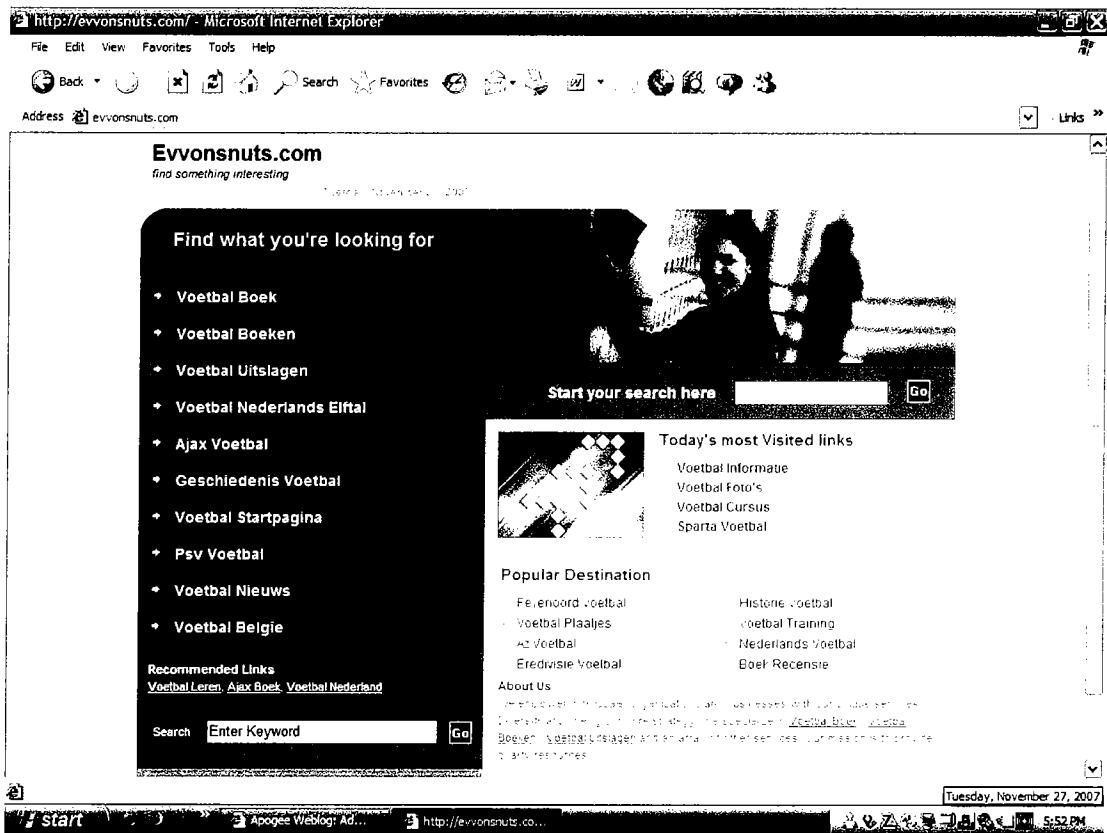 http://evvonsnuts.com/ - Microsoft Internet Explorer
File Edit View Favorites Tools Help
Back Search Favorites
Address evvonsnuts.com Links »
Evvonsnuts.com
find something interesting
Find what you're looking for
Voetbal Boek
Voetbal Boeken
Voetbal Uitslagen
Voetbal Nederlands Elftal
Ajax Voetbal
Geschiedenis Voetbal
Voetbal Startpagina
Psv Voetbal
Voetbal Nieuws
Voetbal Belgie
Recommended Links
Voetbal Leren, Ajax Boek, Voetbal Nederland
Search Enter Keyword Go
Start your search here Go
Today's most Visited links
Voetbal Informatie
Voetbal Foto's
Voetbal Cursus
Sparta Voetbal
Popular Destination
Feyenoord Voetbal Historie Voetbal
Voetbal Plaatjes Voetbal Training
Az Voetbal Nederlands Voetbal
Eredivisie Voetbal Boek Recensie
About Us
Tuesday, November 27, 2007
start » Apogee Weblog: Ad... http://evvonsnuts.co... 5:52 PM